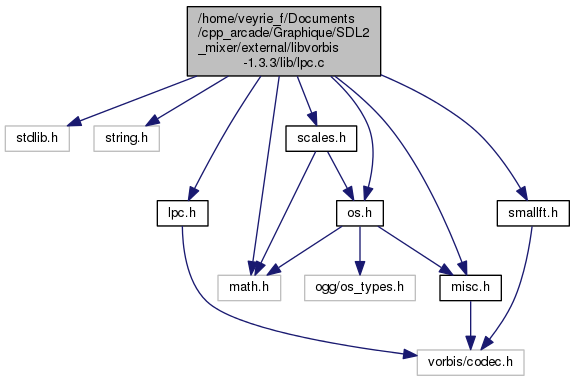 /home/veyrie_f/Documents
/cpp_arcade/Graphique/SDL2
_mixer/external/libvorbis
-1.3.3/lib/lpc.c
stdlib.h
string.h
scales.h
lpc.h
os.h
smallft.h
math.h
ogg/os_types.h
misc.h
vorbis/codec.h